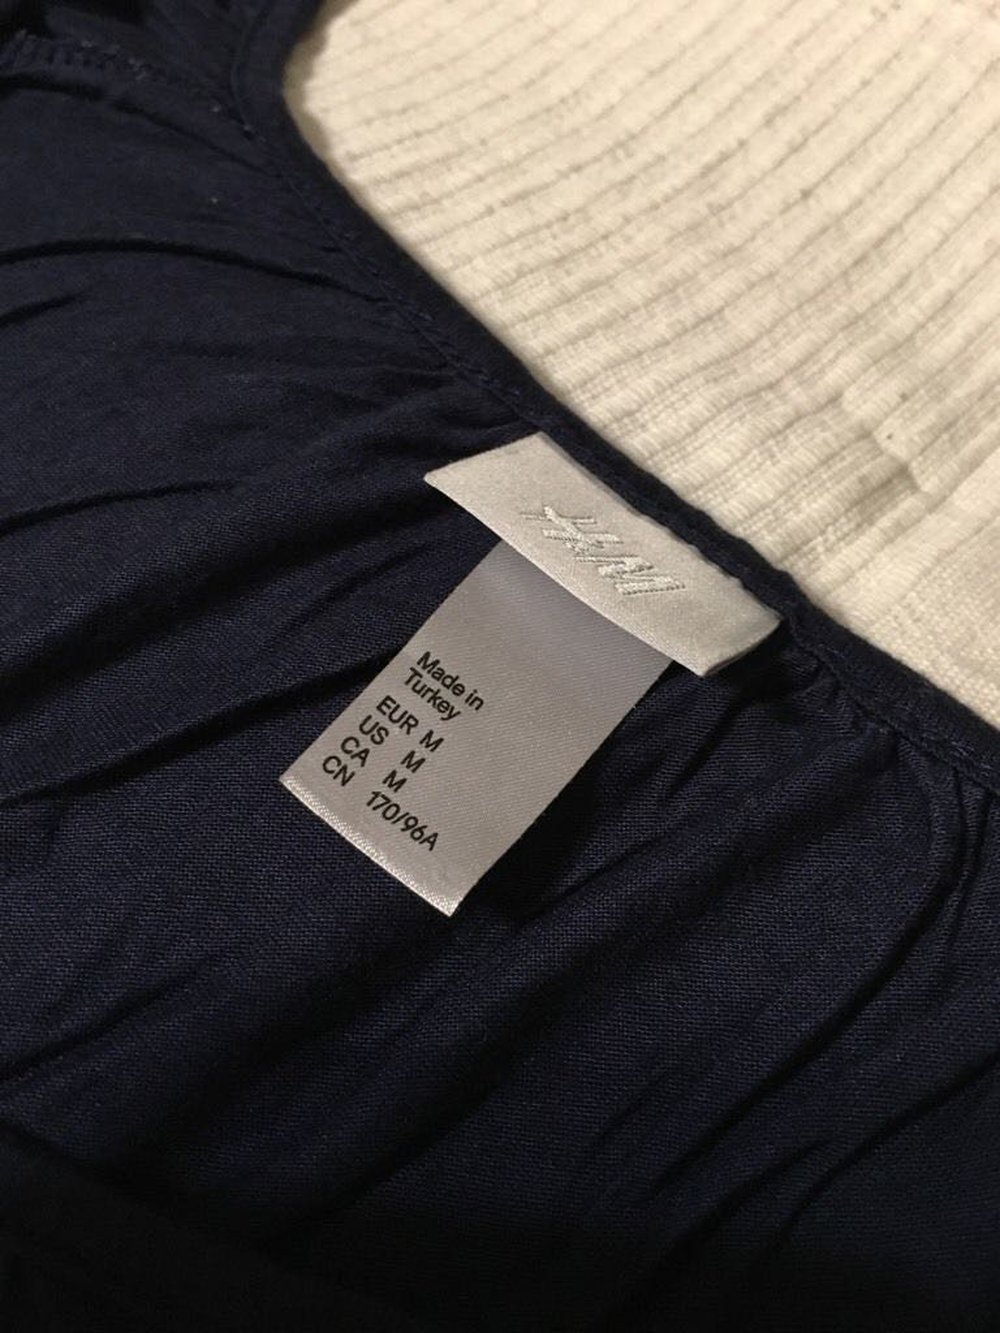 H&M
Made in
Turkey
EUR M
US M
CA M
CN 170/96A